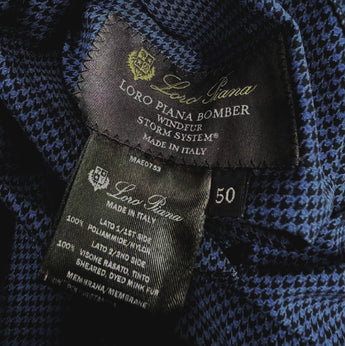 Loro Piana
LORO PIANA BOMBER
WINDFUR
STORM SYSTEM®
MADE IN ITALY
MAE0753
50
Loro Piana
MADE IN ITALY
LATO 1/1ST SIDE
100% POLIAMMIDE/NYLON
LATO 2/2ND SIDE
100% VISONE RASATO, TINTO
SHEARED, DYED MINK FUR
MEMBRANA/MEMBRANE